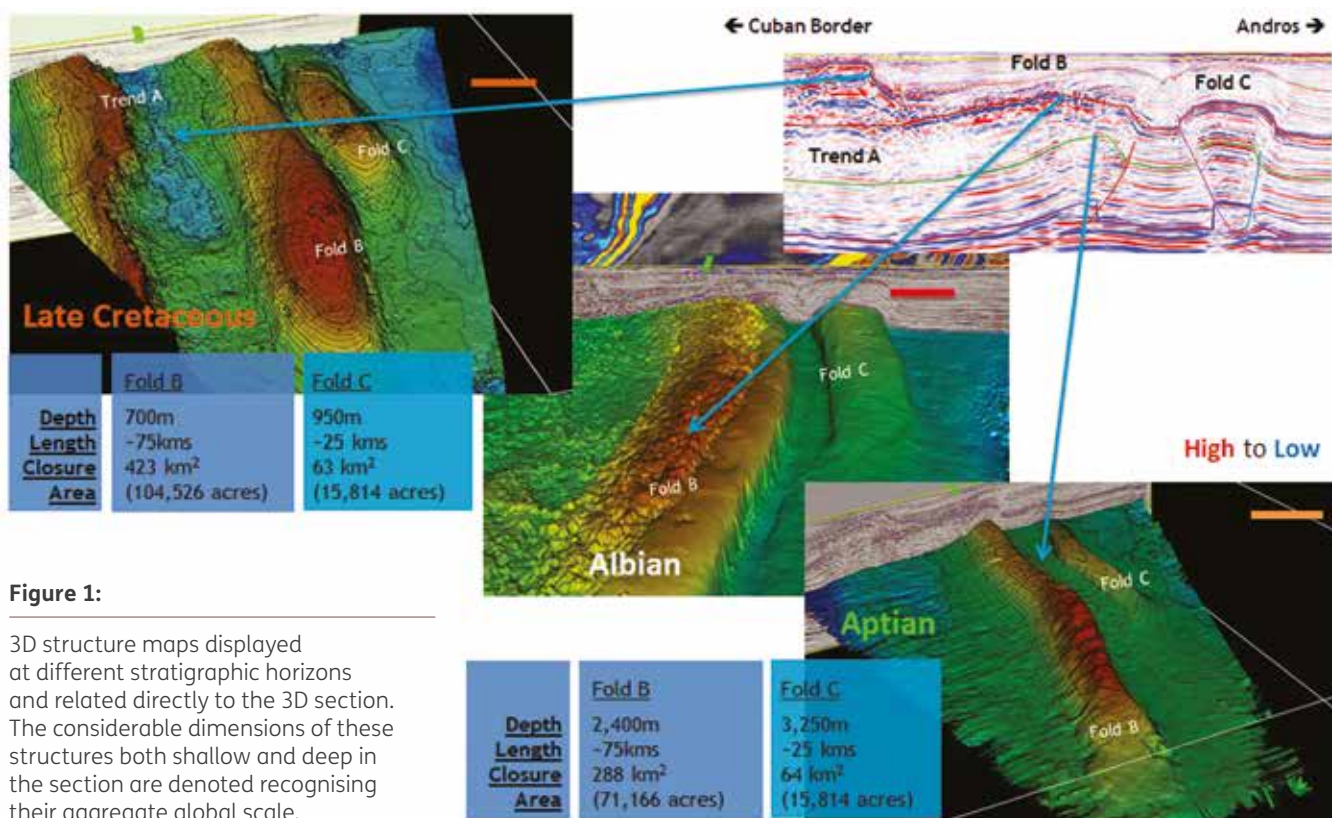 ← Cuban Border
Andros →
Fold B
Fold C
Trend A
Trend A
Fold C
Fold B
Late Cretaceous
Fold B Fold C
Depth 700m 950m
Length ~75kms ~25 kms
Closure 423 km² 63 km²
Area (104,526 acres) (15,814 acres)
Fold C
Fold B
Albian
High to Low
Fold C
Aptian
Fold B
Fold B Fold C
Depth 2,400m 3,250m
Length ~75kms ~25 kms
Closure 288 km² 64 km²
Area (71,166 acres) (15,814 acres)
Figure 1:
3D structure maps displayed
at different stratigraphic horizons
and related directly to the 3D section.
The considerable dimensions of these
structures both shallow and deep in
the section are denoted recognising
their aggregate global scale.